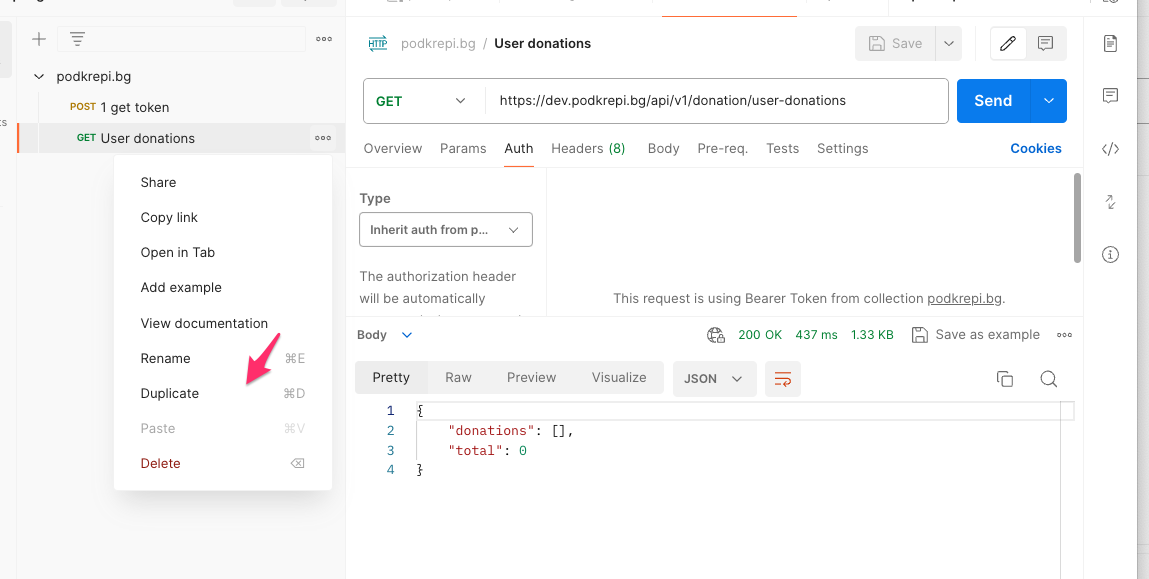 podkrepi.bg
POST 1 get token
GET User donations
Share
Copy link
Open in Tab
Add example
View documentation
Rename ⌘E
Duplicate ⌘D
Paste ⌘V
Delete
HTTP podkrepi.bg / User donations
Save
GET https://dev.podkrepi.bg/api/v1/donation/user-donations
Send
Overview Params Auth Headers (8) Body Pre-req. Tests Settings
Cookies
Type
Inherit auth from p...
The authorization header
will be automatically
This request is using Bearer Token from collection podkrepi.bg.
Body
200 OK 437 ms 1.33 KB Save as example
Pretty Raw Preview Visualize JSON
1 {
2 "donations": [],
3 "total": 0
4 }